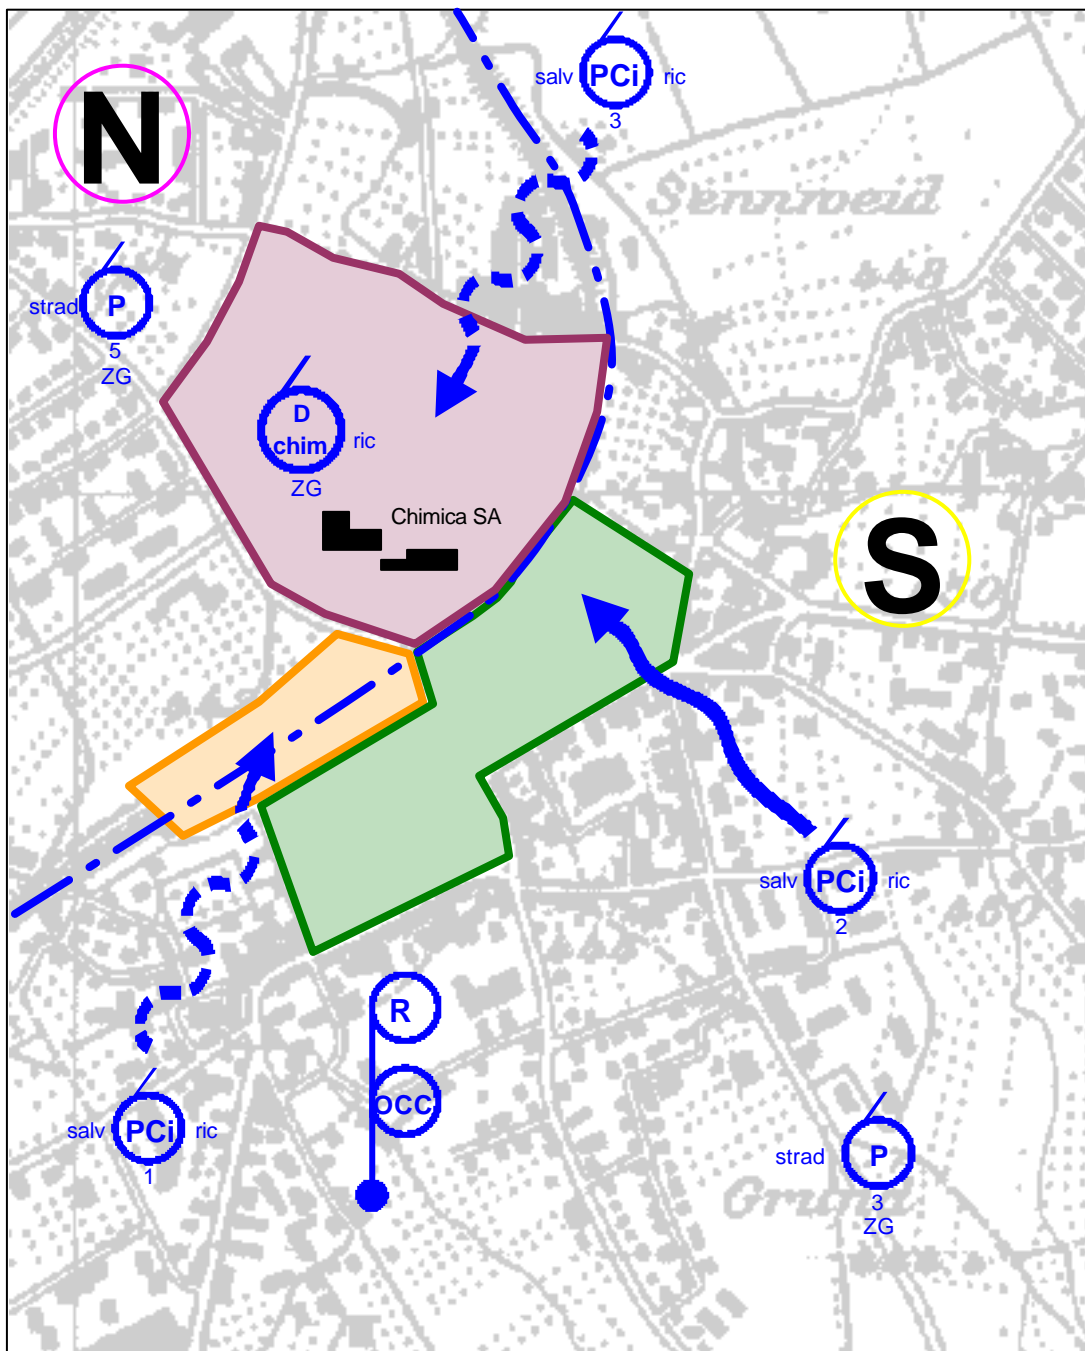 salv PCi ric
3
N
Sennweid
strad P
5
ZG
D
chim ric
ZG
Chimica SA
S
salv PCi ric
2
R
OCC
salv PCi ric
1
strad P
3
ZG